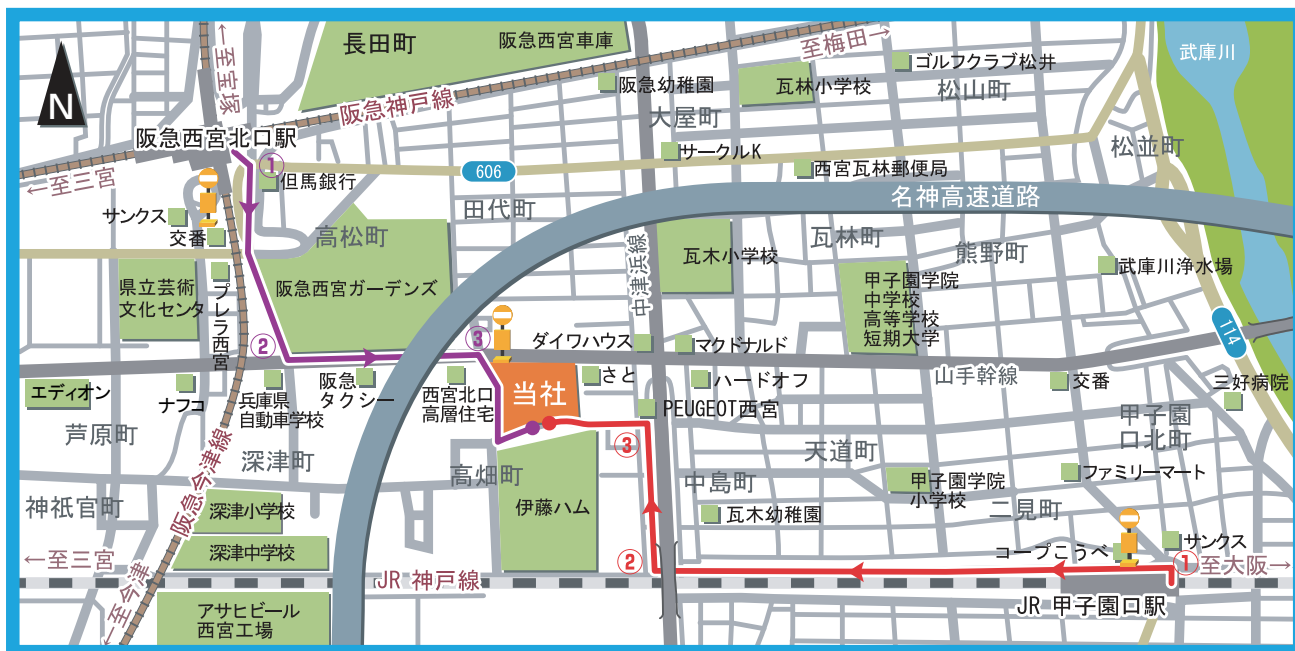 ←至宝塚
長田町
阪急西宮車庫
至梅田→
ゴルフクラブ松井
武庫川
N
阪急神戸線
阪急幼稚園
瓦林小学校
松山町
大屋町
阪急西宮北口駅
松並町
←至三宮
①
但馬銀行
606
サークルK
西宮瓦林郵便局
サンクス
交番
田代町
名神高速道路
高松町
瓦林町
熊野町
中津浜線
瓦木小学校
武庫川浄水場
県立芸術
文化センタ
プレラ西宮
阪急西宮ガーデンズ
甲子園学院
中学校
高等学校
短期大学
114
②
③
ダイワハウス
マクドナルド
エディオン
ナフコ
兵庫県
自動車学校
阪急
タクシー
西宮北口
高層住宅
当社
さと
ハードオフ
山手幹線
交番
三好病院
PEUGEOT西宮
芦原町
深津町
③
甲子園
口北町
天道町
高畑町
中島町
甲子園学院
小学校
ファミリーマート
神祇官町
阪急今津線
深津小学校
伊藤ハム
瓦木幼稚園
二見町
←至三宮
深津中学校
②
コープこうべ
サンクス
①
至大阪→
JR 神戸線
←至今津
アサヒビール
西宮工場
JR 甲子園口駅